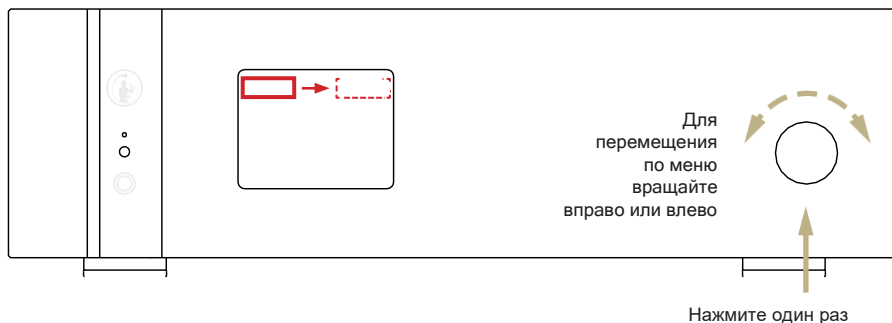 Для
перемещения
по меню
вращайте
вправо или влево
Нажмите один раз